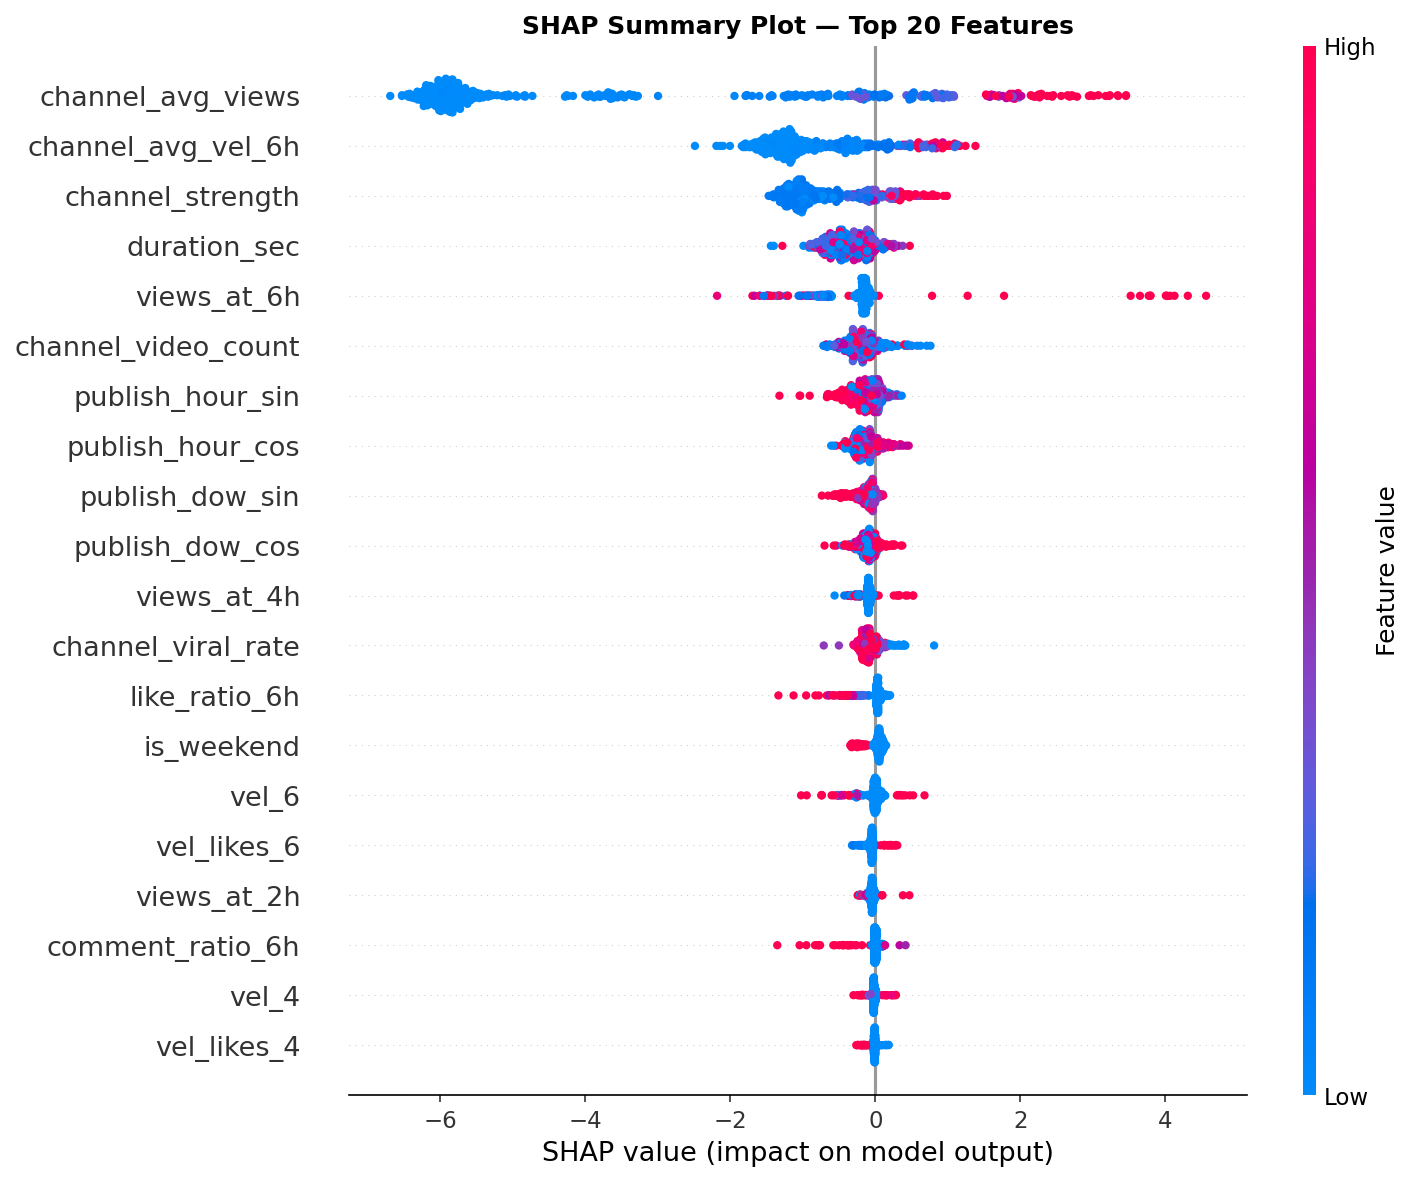 SHAP Summary Plot — Top 20 Features
High
channel_avg_views
channel_avg_vel_6h
channel_strength
duration_sec
views_at_6h
channel_video_count
publish_hour_sin
publish_hour_cos
publish_dow_sin
publish_dow_cos
views_at_4h
channel_viral_rate
like_ratio_6h
is_weekend
vel_6
vel_likes_6
views_at_2h
comment_ratio_6h
vel_4
vel_likes_4
Feature value
Low
−6 −4 −2 0 2 4
SHAP value (impact on model output)